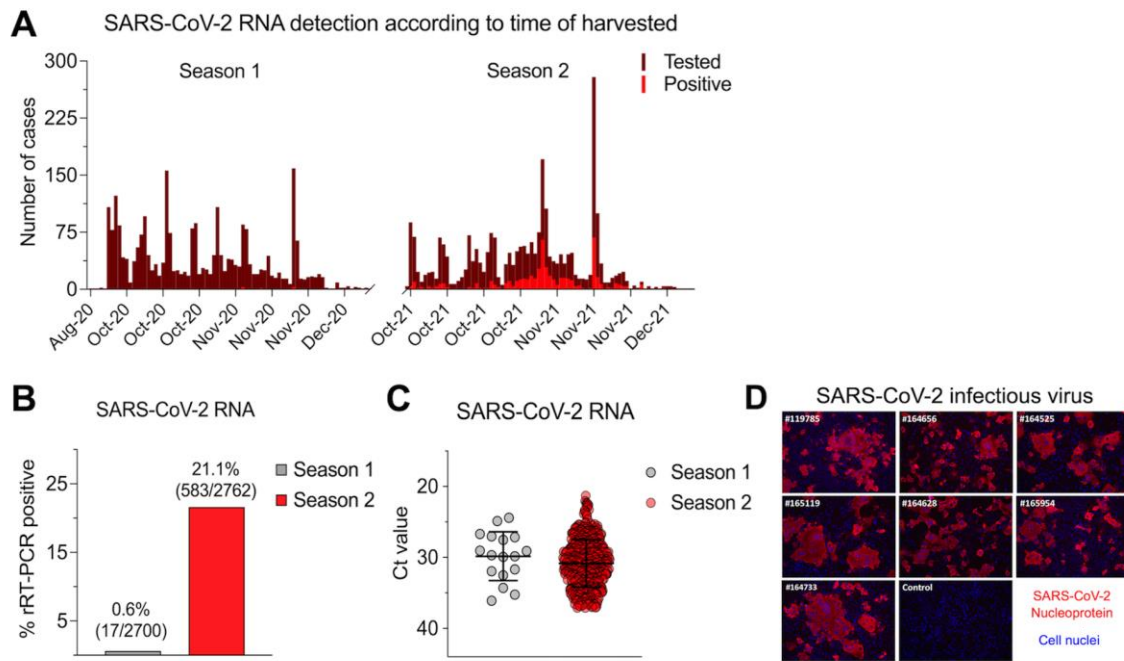 A
SARS-CoV-2 RNA detection according to time of harvested
Season 1
Season 2
Tested
Positive
Number of cases
300
225
150
75
0
Aug-20
Oct-20
Oct-20
Oct-20
Nov-20
Nov-20
Nov-20
Dec-20
Oct-21
Oct-21
Oct-21
Oct-21
Nov-21
Nov-21
Nov-21
Dec-21
B
SARS-CoV-2 RNA
% rRT-PCR positive
25
15
5
0.6%
(17/2700)
21.1%
(583/2762)
Season 1
Season 2
C
SARS-CoV-2 RNA
Ct value
20
30
40
Season 1
Season 2
D
SARS-CoV-2 infectious virus
#119785
#164656
#164525
#165119
#164628
#165954
#164733
Control
SARS-CoV-2
Nucleoprotein
Cell nuclei